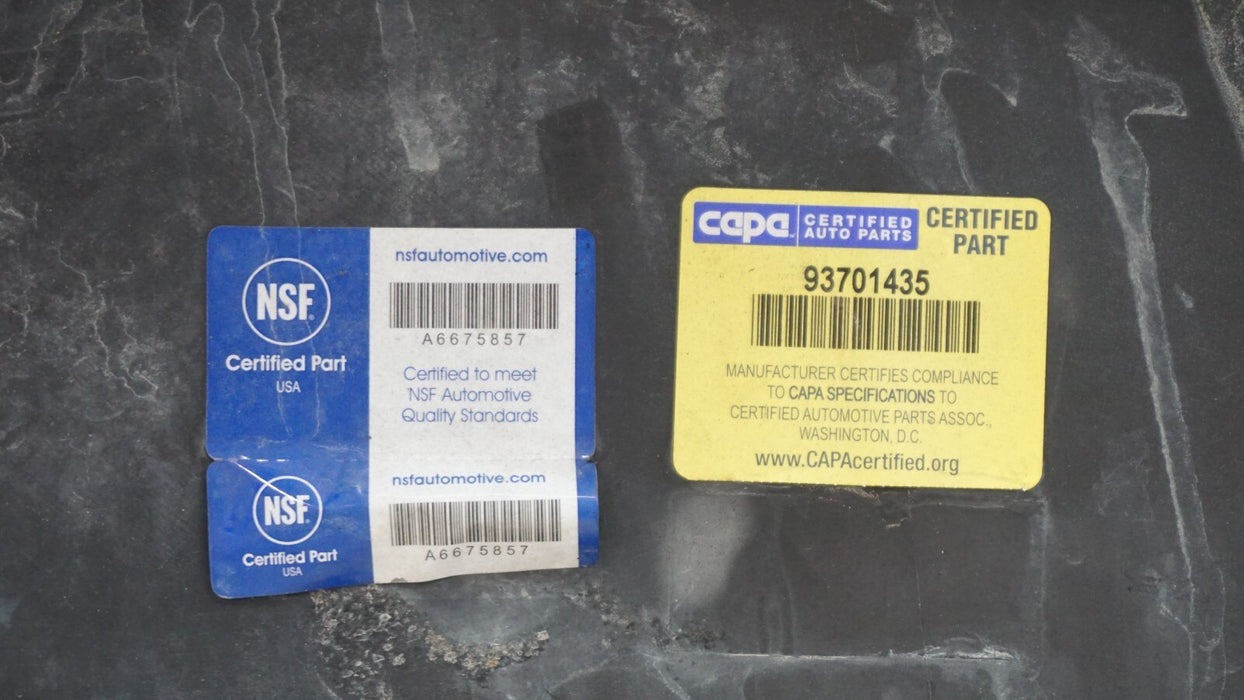 NSF
Certified Part
USA
nsfautomotive.com
A6675857
Certified to meet
NSF Automotive
Quality Standards
NSF
Certified Part
USA
nsfautomotive.com
A6675857
capa
CERTIFIED
AUTO PARTS
CERTIFIED
PART
93701435
MANUFACTURER CERTIFIES COMPLIANCE
TO CAPA SPECIFICATIONS TO
CERTIFIED AUTOMOTIVE PARTS ASSOC.,
WASHINGTON, D.C.
www.CAPAcertified.org